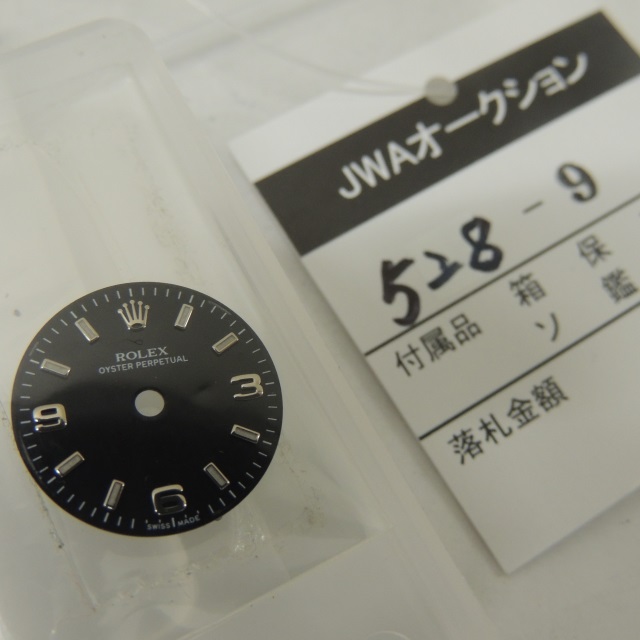 ROLEX
OYSTER PERPETUAL
3
9
6
SWISS MADE
JWAオークション
528-9
付属品 箱 保
ソ 鑑
落札金額